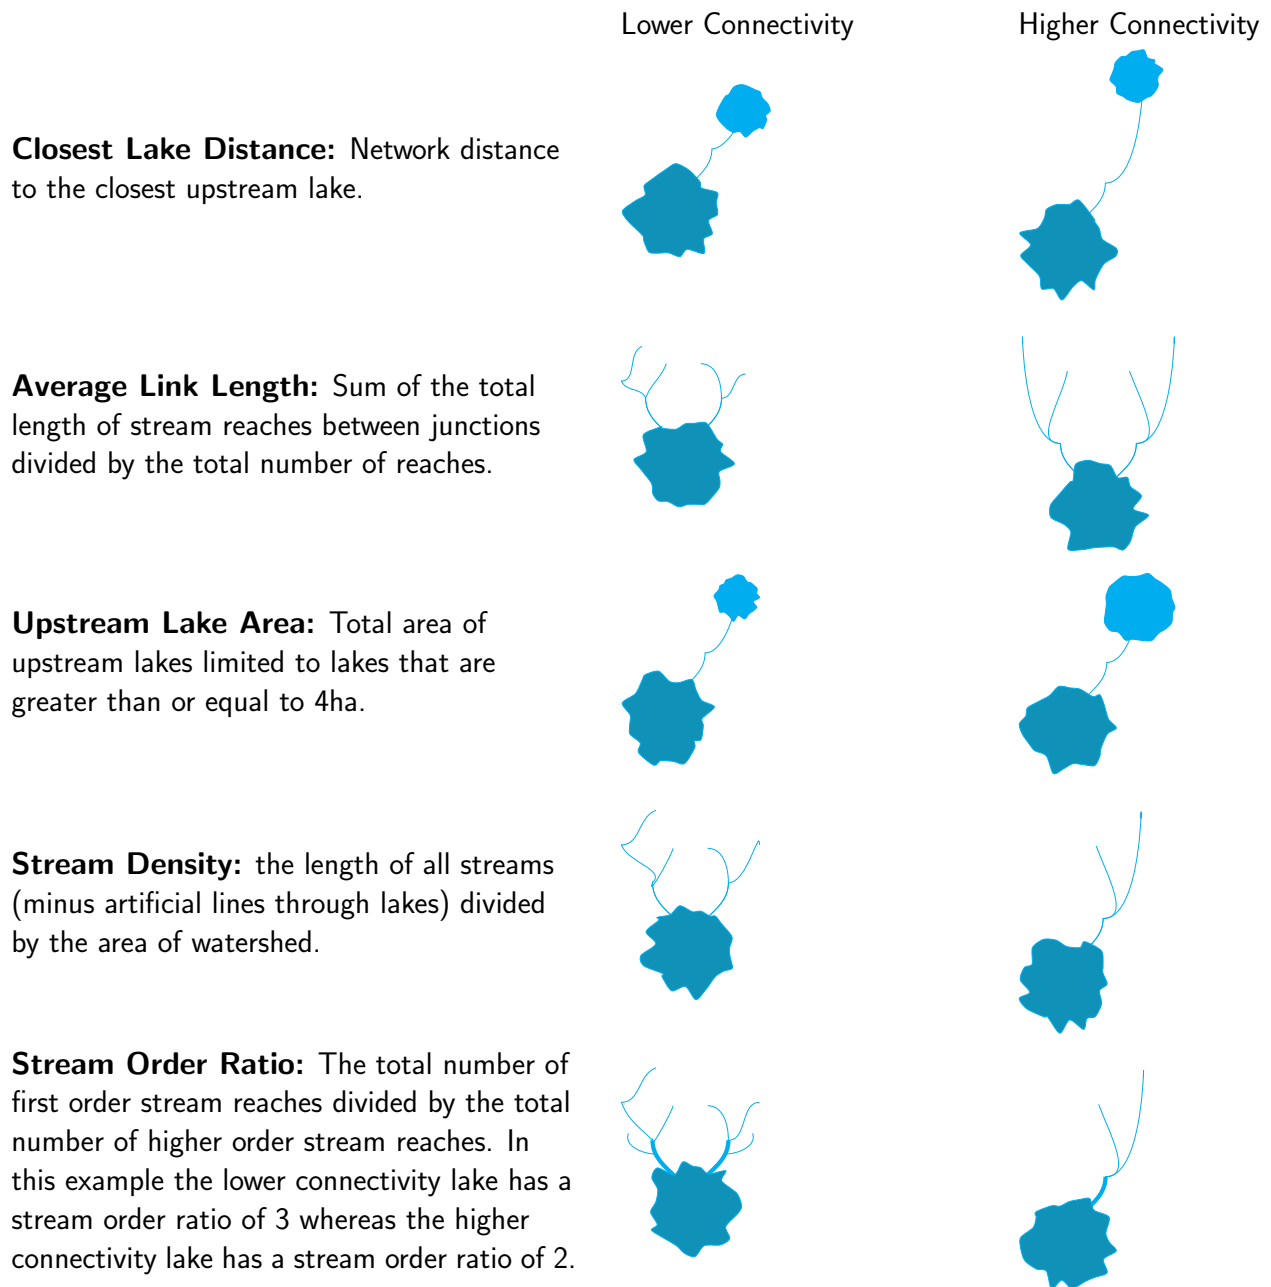 Lower Connectivity
Higher Connectivity
Closest Lake Distance: Network distance
to the closest upstream lake.
Average Link Length: Sum of the total
length of stream reaches between junctions
divided by the total number of reaches.
Upstream Lake Area: Total area of
upstream lakes limited to lakes that are
greater than or equal to 4ha.
Stream Density: the length of all streams
(minus artificial lines through lakes) divided
by the area of watershed.
Stream Order Ratio: The total number of
first order stream reaches divided by the total
number of higher order stream reaches. In
this example the lower connectivity lake has a
stream order ratio of 3 whereas the higher
connectivity lake has a stream order ratio of 2.